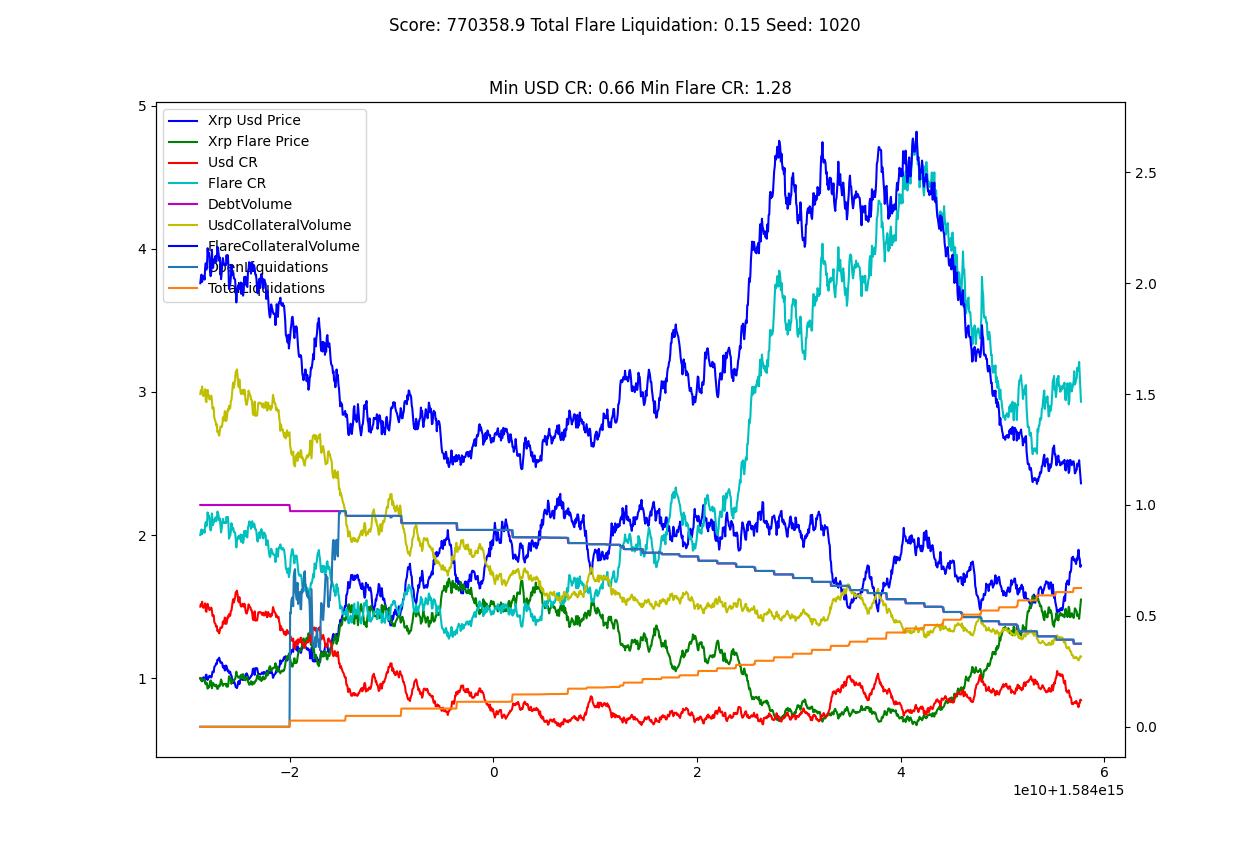 Score: 770358.9 Total Flare Liquidation: 0.15 Seed: 1020
Min USD CR: 0.66 Min Flare CR: 1.28
Xrp Usd Price
Xrp Flare Price
Usd CR
Flare CR
DebtVolume
UsdCollateralVolume
FlareCollateralVolume
OpenLiquidations
TotalLiquidations
5
4
3
2
1
2.5
2.0
1.5
1.0
0.5
0.0
−2 0 2 4 6
1e10+1.584e15